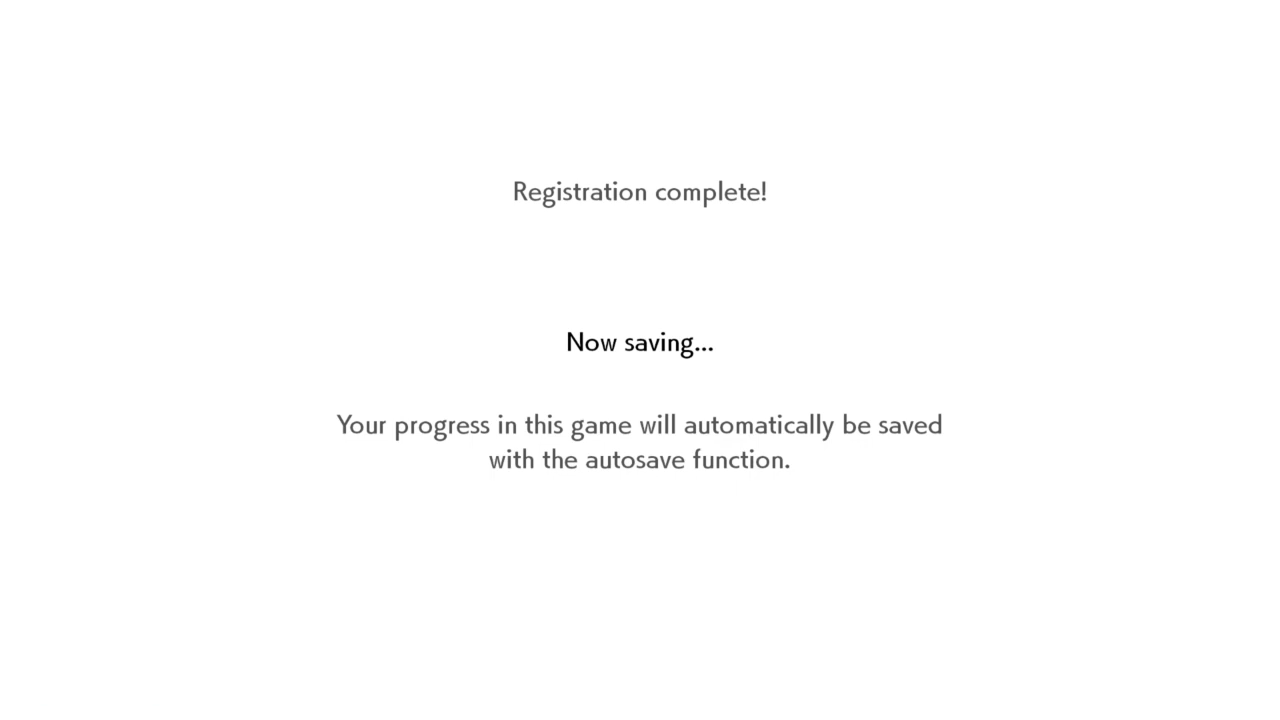 Registration complete!
Now saving...
Your progress in this game will automatically be saved
with the autosave function.